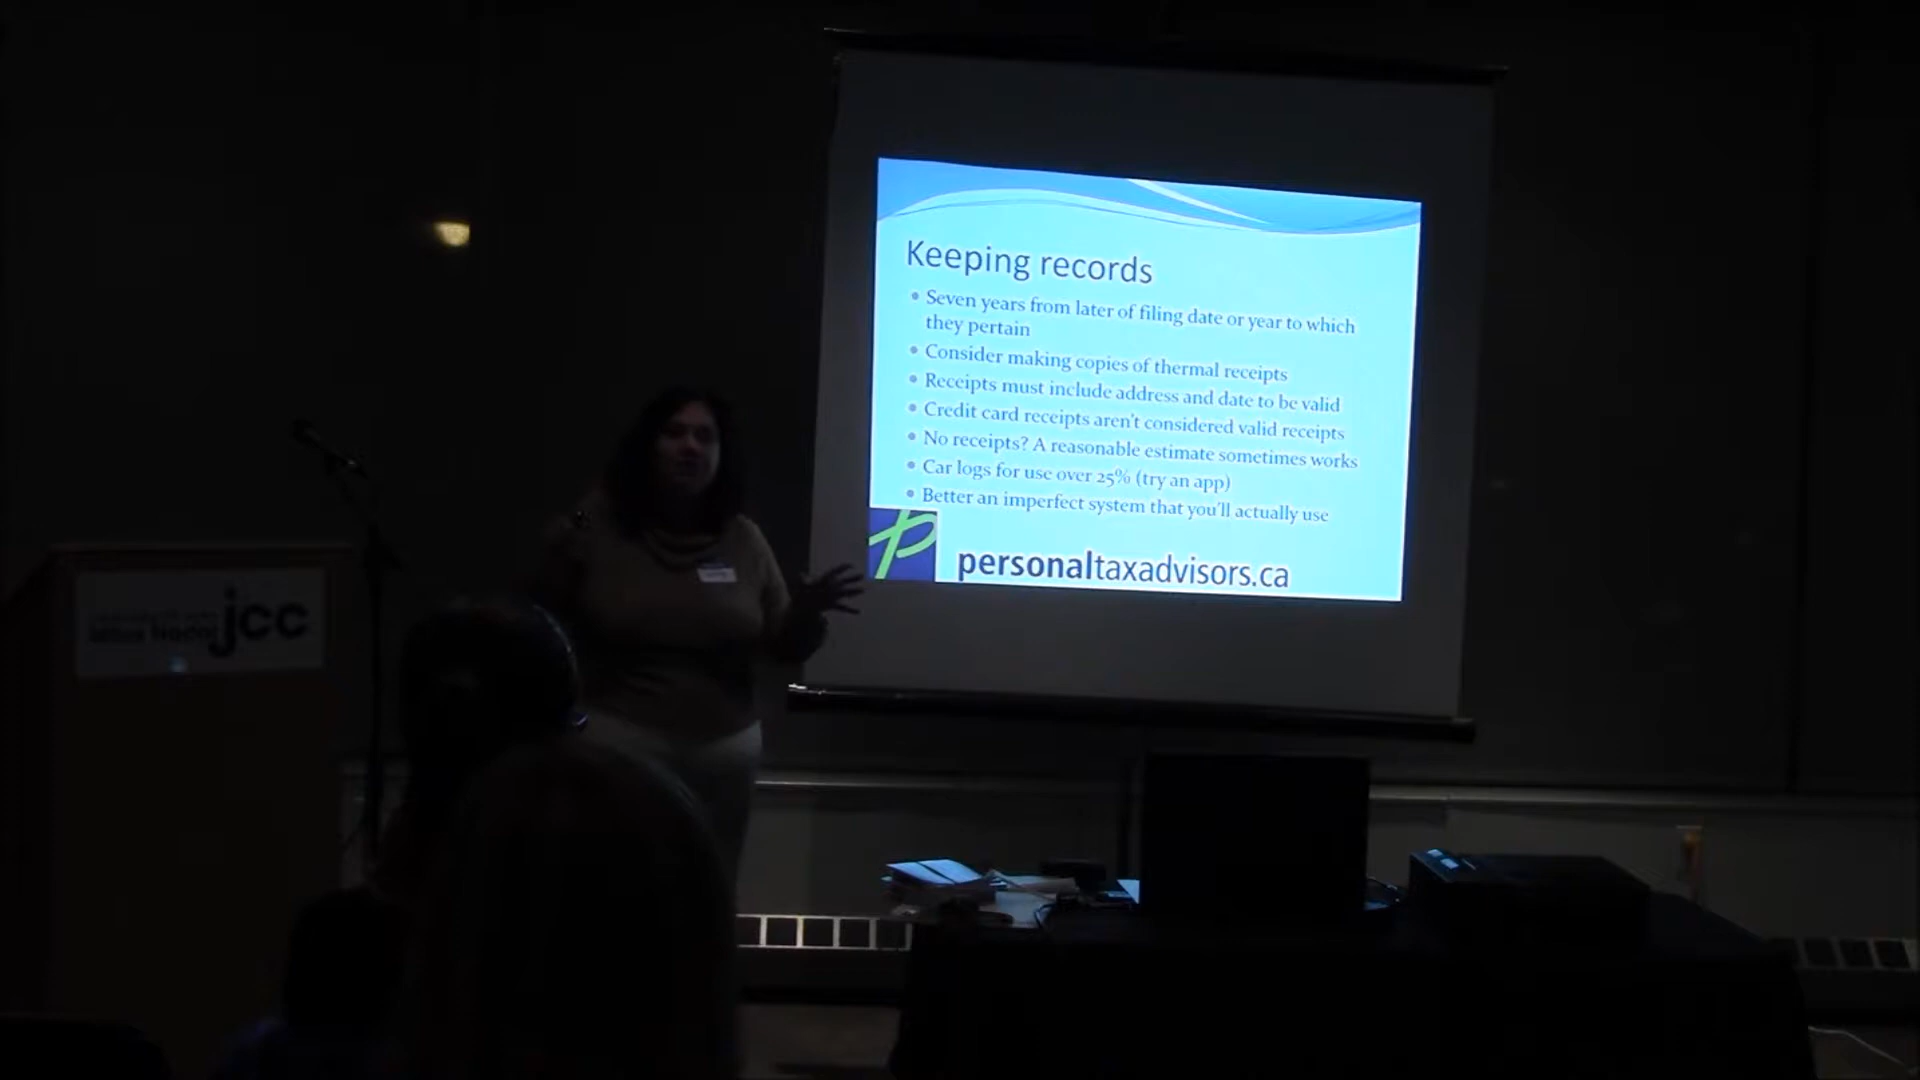 Keeping records
• Seven years from later of filing date or year to which
they pertain
• Consider making copies of thermal receipts
• Receipts must include address and date to be valid
• Credit card receipts aren't considered valid receipts
• No receipts? A reasonable estimate sometimes works
• Car logs for use over 25% (try an app)
• Better an imperfect system that you'll actually use
personaltaxadvisors.ca
Miles Nadal jcc